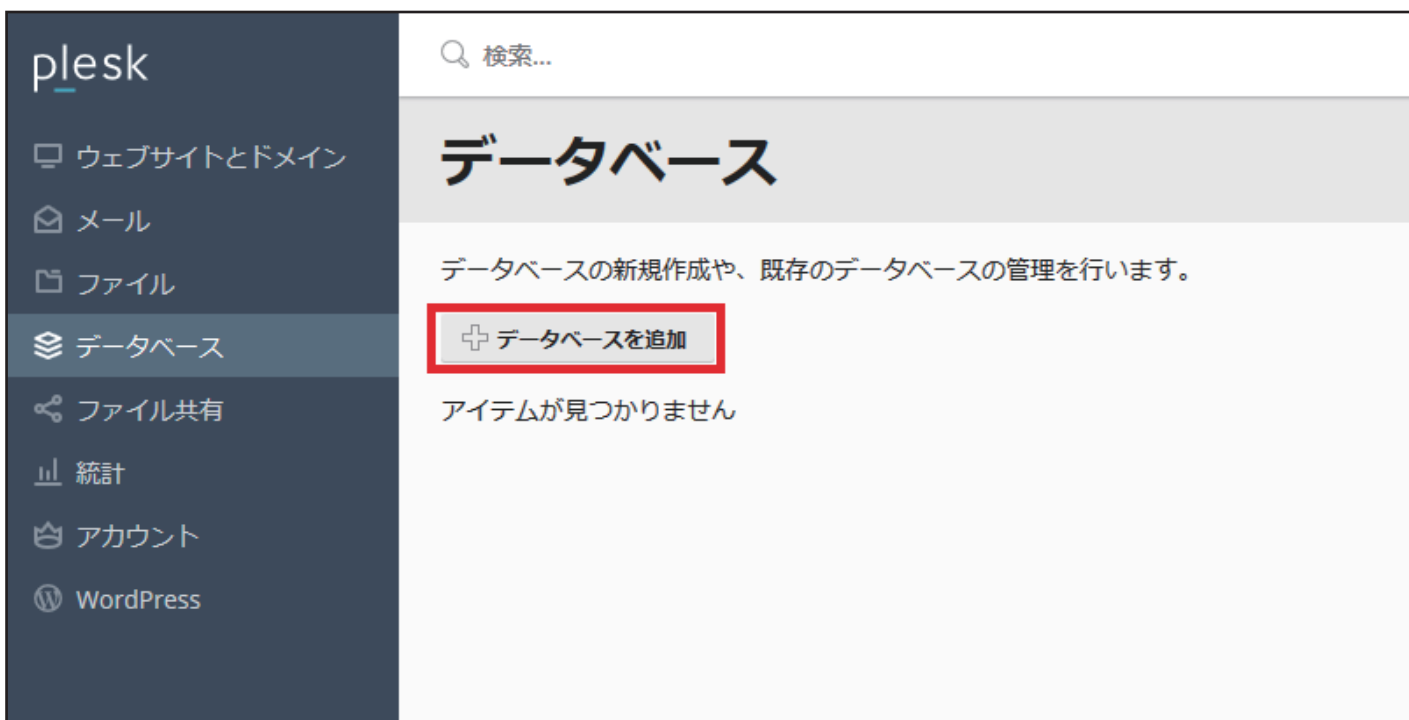 plesk
ウェブサイトとドメイン
メール
ファイル
データベース
ファイル共有
統計
アカウント
WordPress
検索...
データベース
データベースの新規作成や、既存のデータベースの管理を行います。
データベースを追加
アイテムが見つかりません